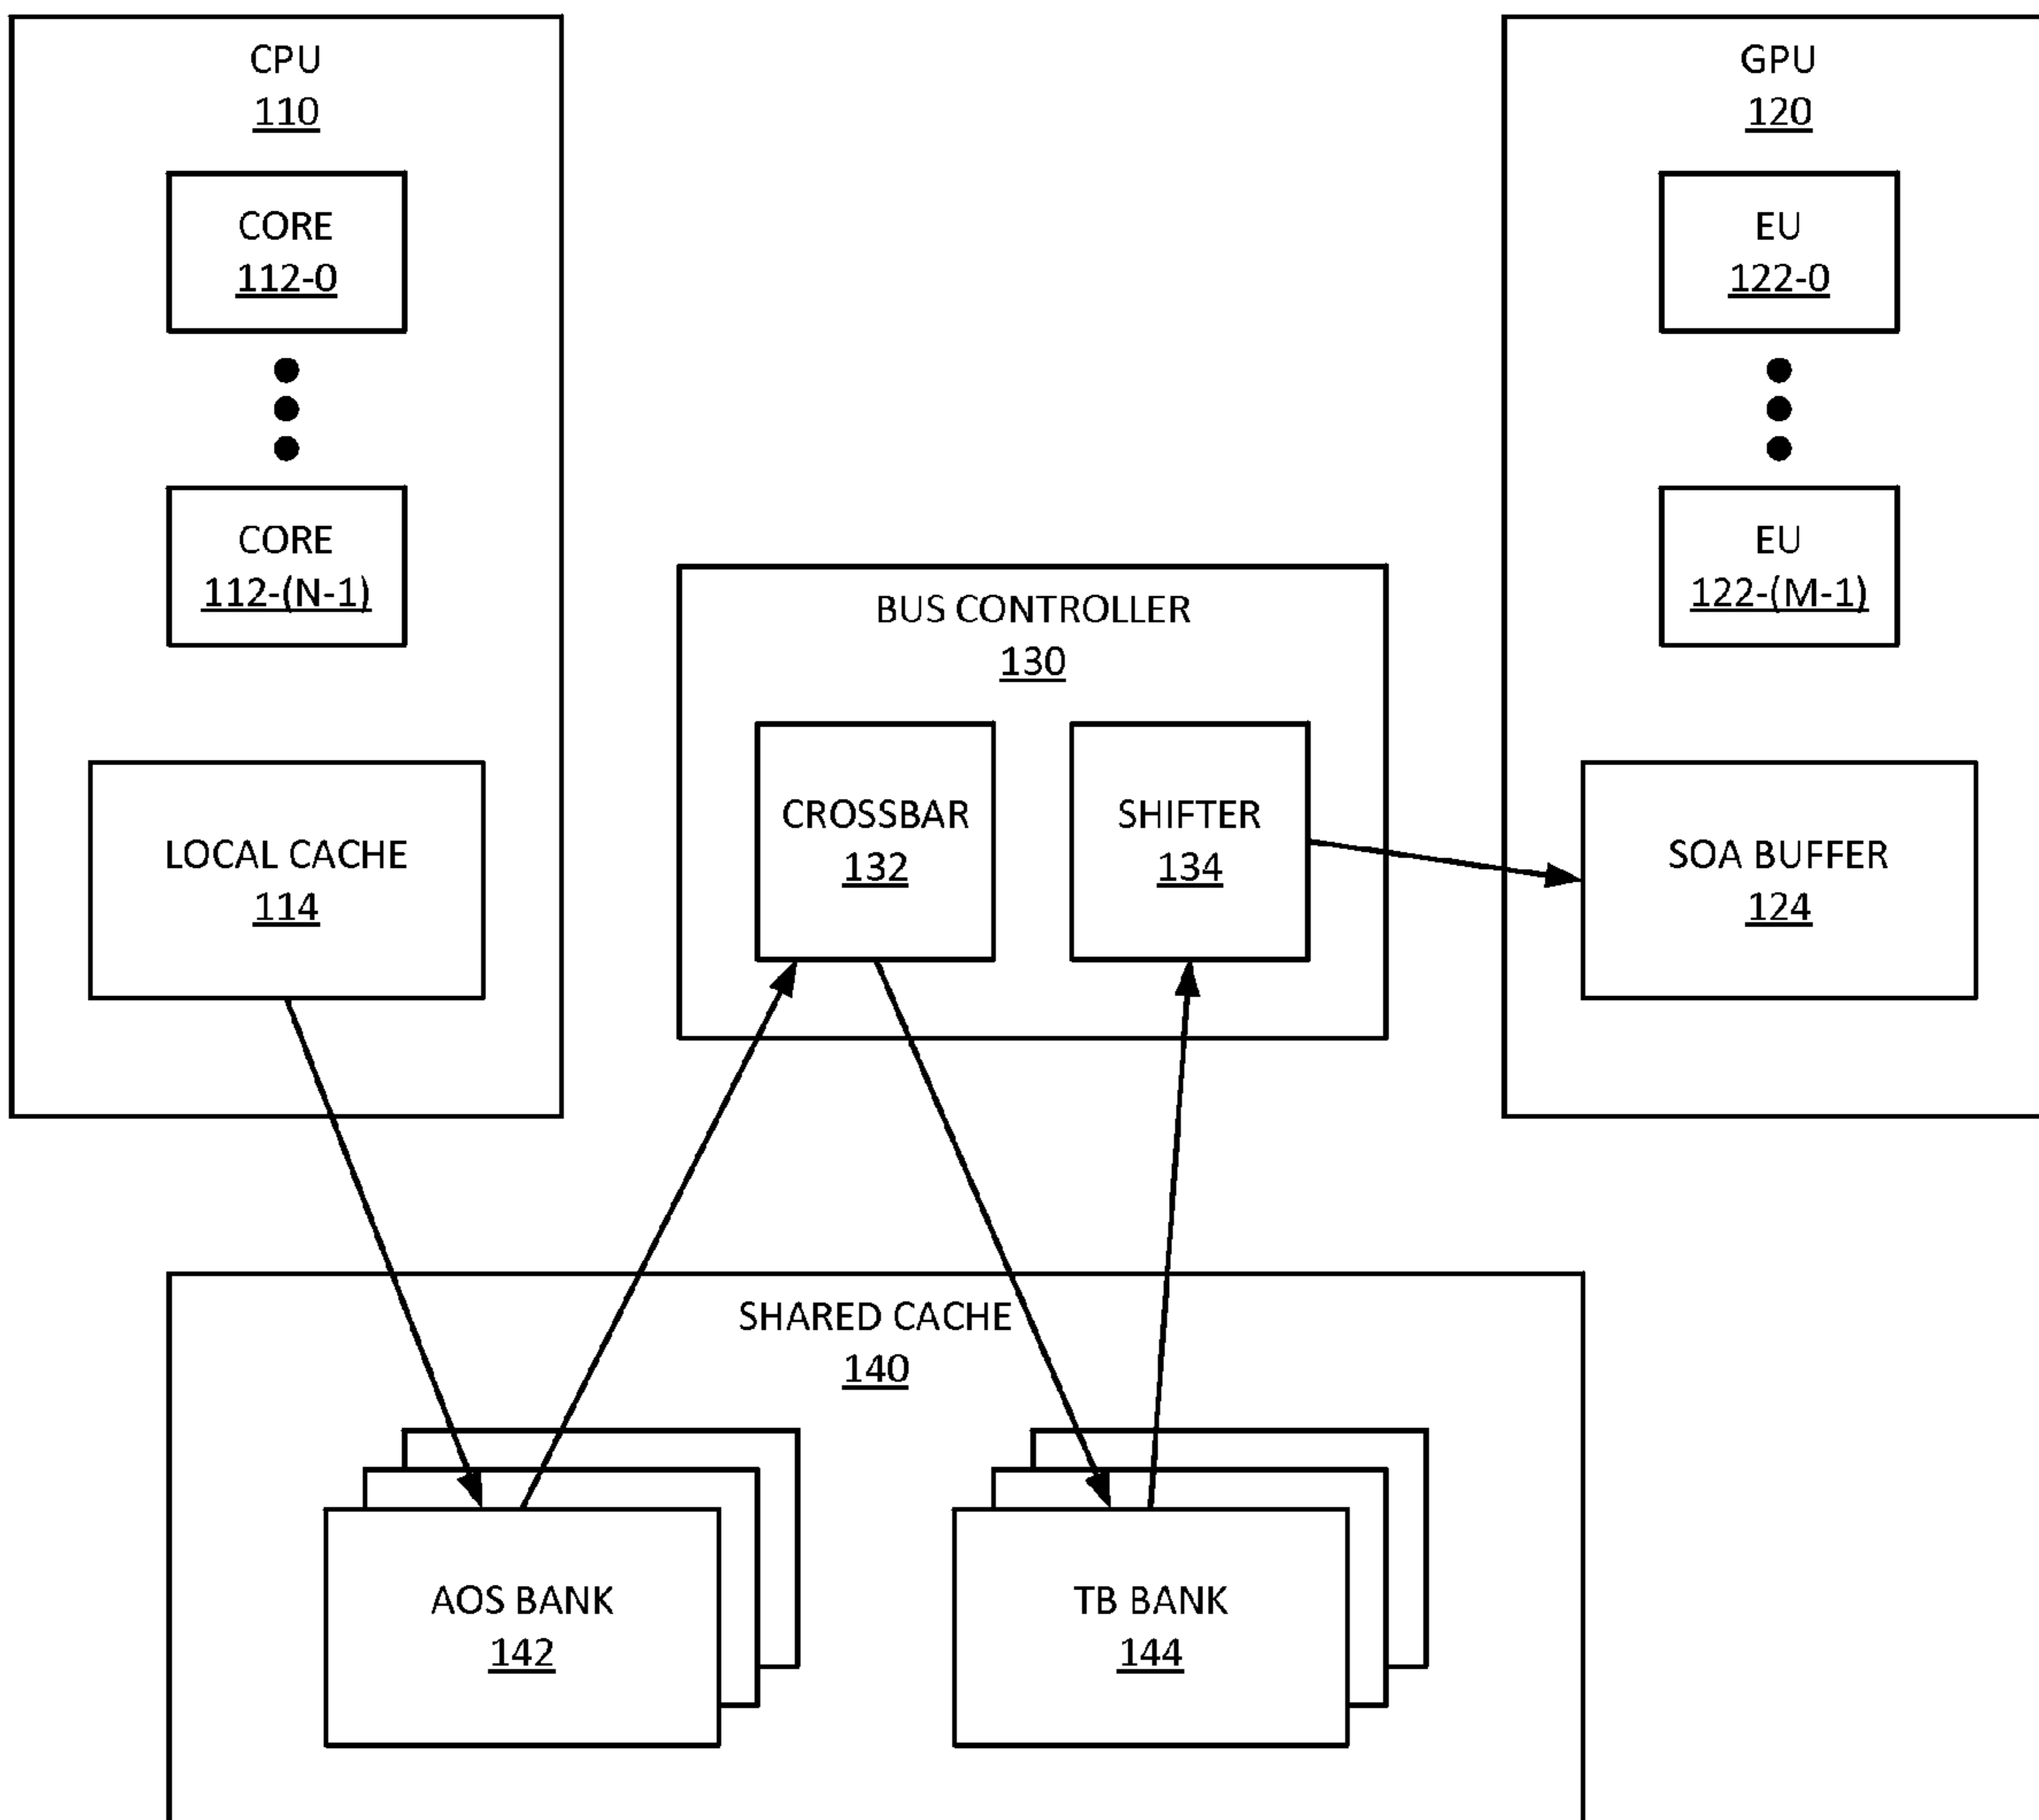 CPU
110
CORE
112-0
CORE
112-(N-1)
LOCAL CACHE
114
BUS CONTROLLER
130
CROSSBAR
132
SHIFTER
134
GPU
120
EU
122-0
EU
122-(M-1)
SOA BUFFER
124
SHARED CACHE
140
AOS BANK
142
TB BANK
144